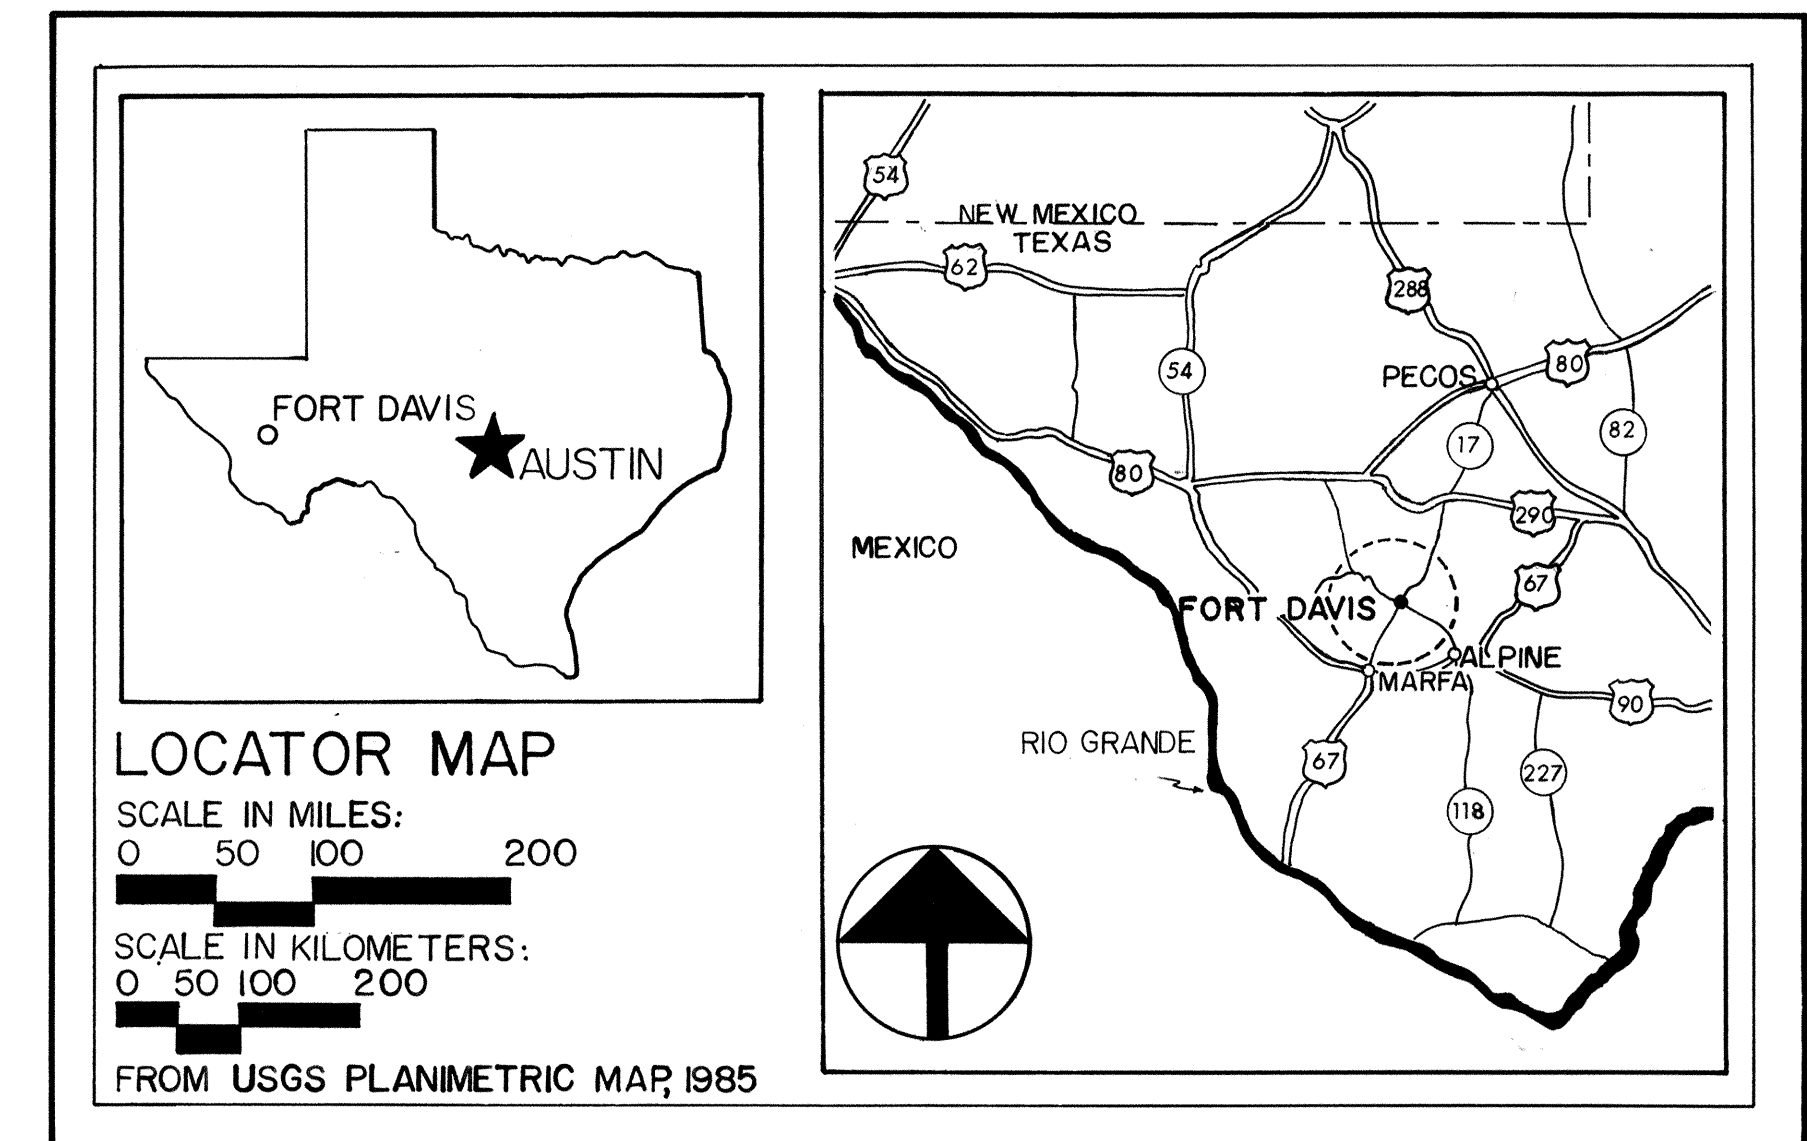 FORT DAVIS
AUSTIN
LOCATOR MAP
SCALE IN MILES:
0 50 100 200
SCALE IN KILOMETERS:
0 50 100 200
FROM USGS PLANIMETRIC MAP, 1985
54
NEW MEXICO
TEXAS
62
288
54
PECOS
80
17
82
80
290
MEXICO
67
FORT DAVIS
ALPINE
MARFA
90
RIO GRANDE
67
227
118